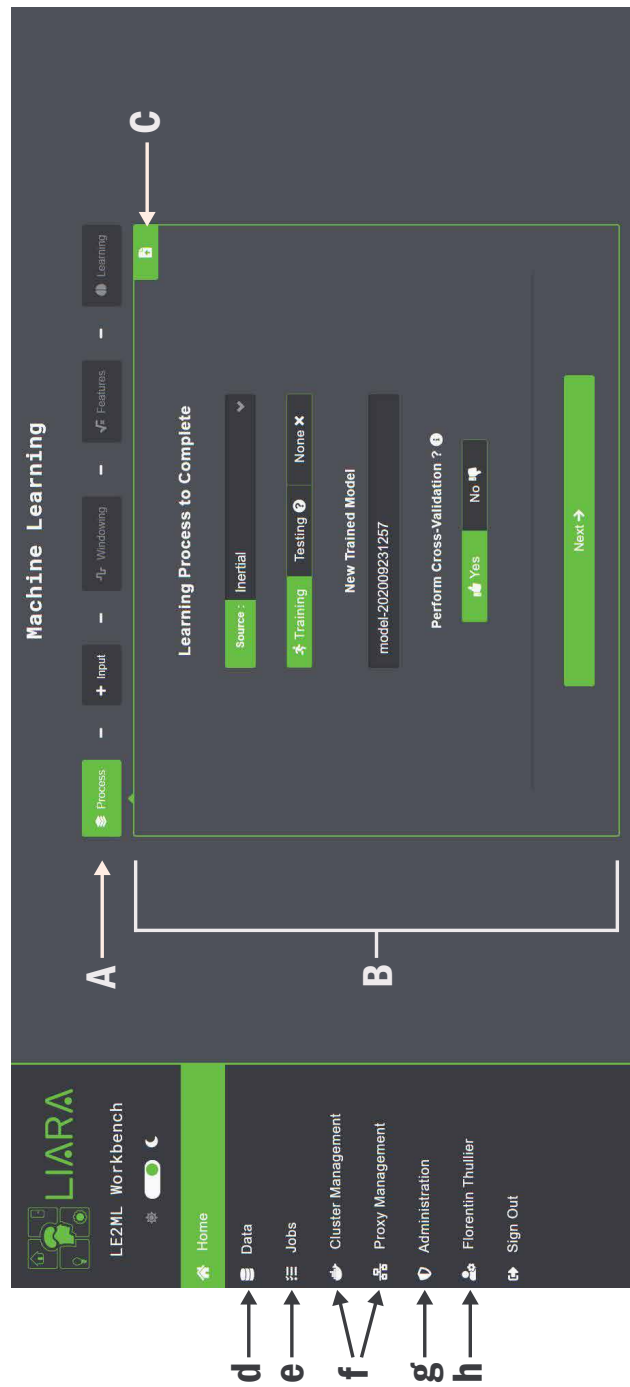 LIARA
LE2ML Workbench
Home
d
Data
e
Jobs
f
Cluster Management
Proxy Management
g
Administration
h
Florentin Thullier
Sign Out
Machine Learning
A
Process
Input
Windowing
Features
Learning
B
C
Learning Process to Complete
Source : Inertial
Training Testing None
New Trained Model
model-202009231257
Perform Cross-Validation ?
Yes No
Next →